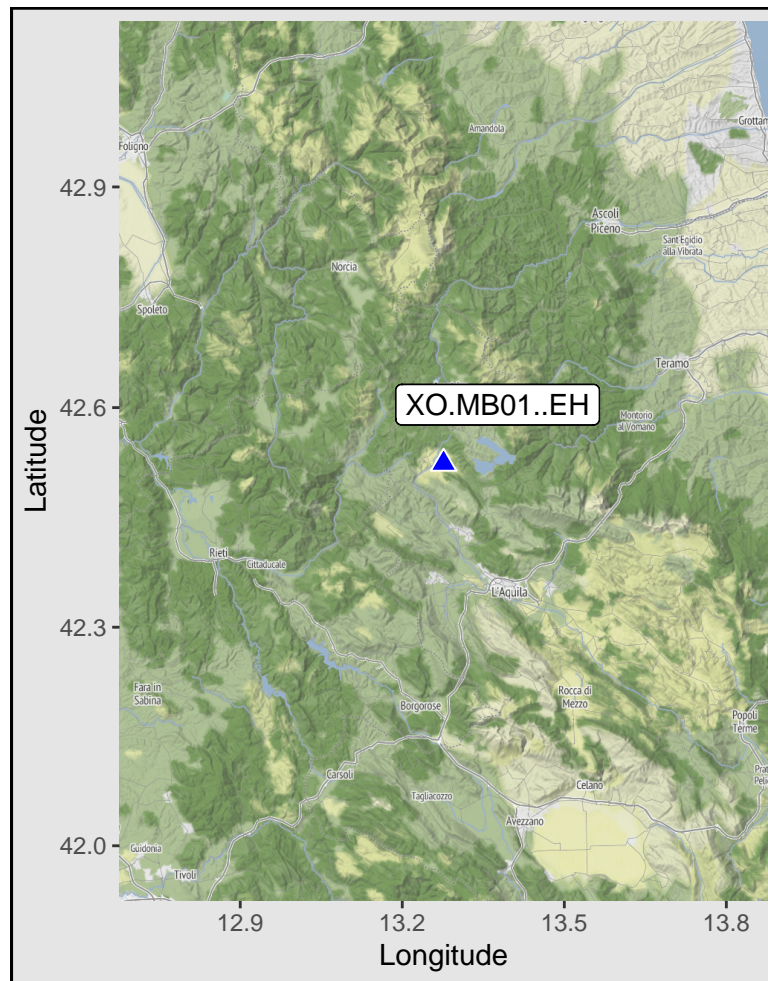 Grottam
Amandola
Foligno
42.9
Ascoli
Piceno
Sant'Egidio
alla Vibrata
Norcia
Spoleto
Teramo
42.6
XO.MB01..EH
Montorio
al Vomano
Latitude
Rieti
Cittaducale
L'Aquila
42.3
Fara in
Sabina
Rocca di
Mezzo
Borgorose
Popoli
Terme
Carsoli
Prat
Pelig
Celano
Tagliacozzo
Avezzano
42.0
Guidonia
Tivoli
12.9
13.2
13.5
13.8
Longitude